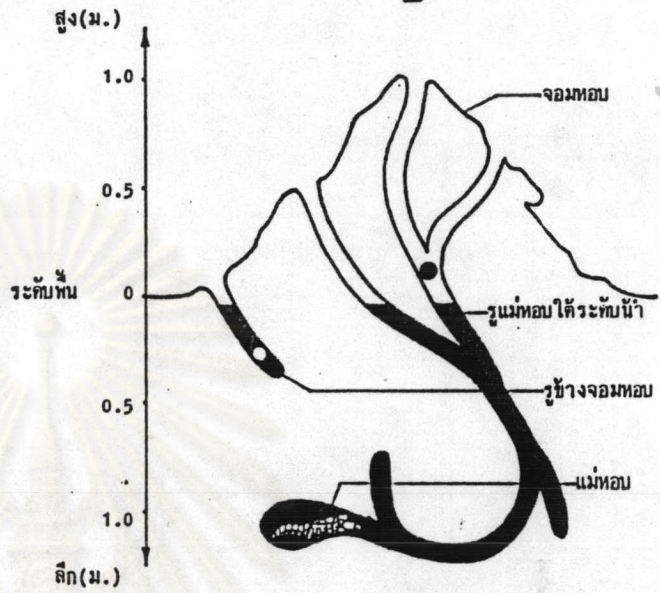 สูง(ม.)
1.0
จอมหอบ
0.5
ระดับพื้น
0
รูแม่หอบใต้ระดับน้ำ
รูข้างจอมหอบ
0.5
แม่หอบ
1.0
ลึก(ม.)